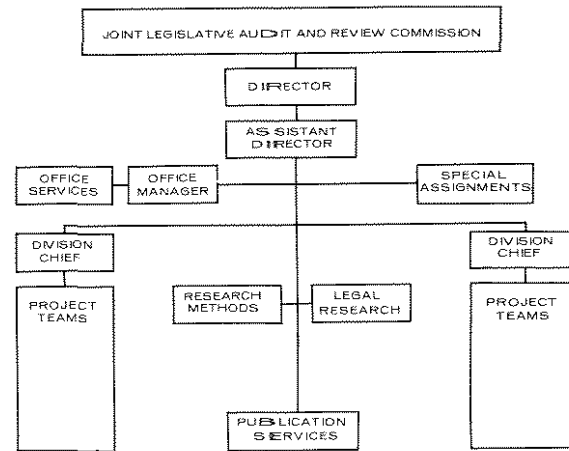 JOINT LEGISLATIVE AUDIT AND REVIEW COMMISSION
DIRECTOR
ASSISTANT
DIRECTOR
OFFICE
SERVICES
OFFICE
MANAGER
SPECIAL
ASSIGNMENTS
DIVISION
CHIEF
DIVISION
CHIEF
PROJECT
TEAMS
RESEARCH
METHODS
LEGAL
RESEARCH
PROJECT
TEAMS
PUBLICATION
SERVICES